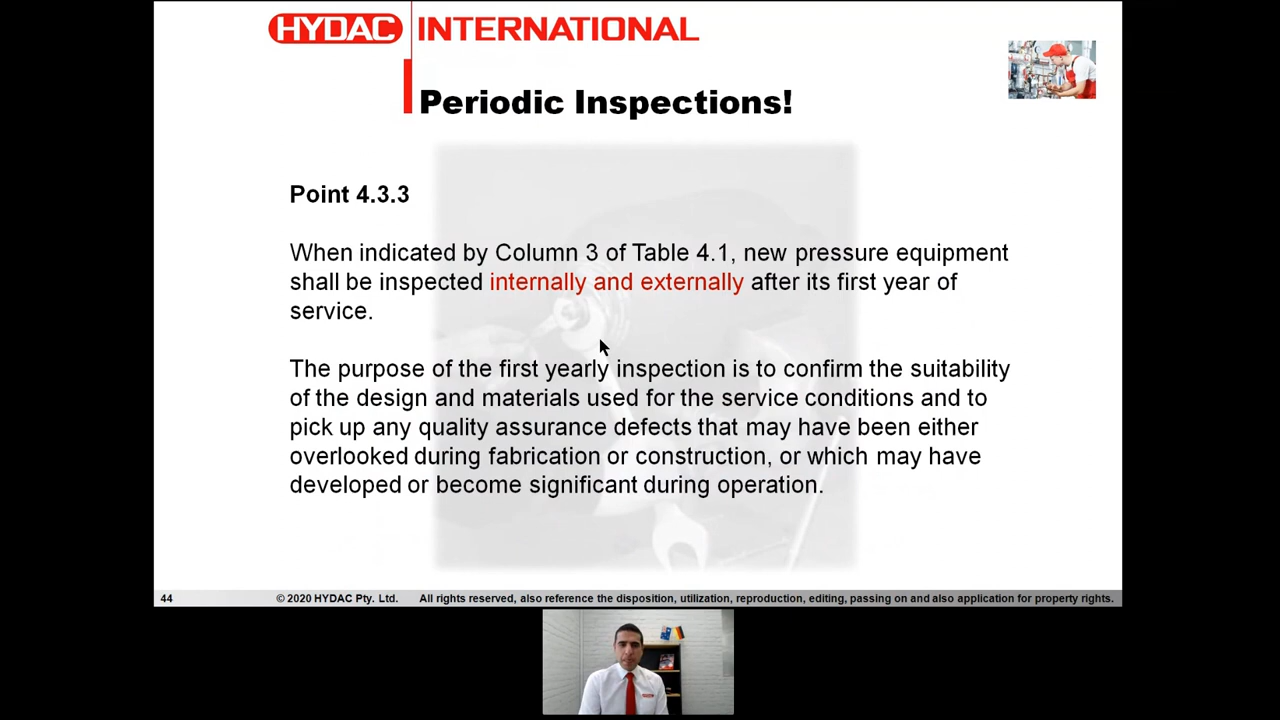 HYDAC INTERNATIONAL
Periodic Inspections!
Point 4.3.3
When indicated by Column 3 of Table 4.1, new pressure equipment
shall be inspected internally and externally after its first year of
service.
The purpose of the first yearly inspection is to confirm the suitability
of the design and materials used for the service conditions and to
pick up any quality assurance defects that may have been either
overlooked during fabrication or construction, or which may have
developed or become significant during operation.
44 © 2020 HYDAC Pty. Ltd. All rights reserved, also reference the disposition, utilization, reproduction, editing, passing on and also application for property rights.